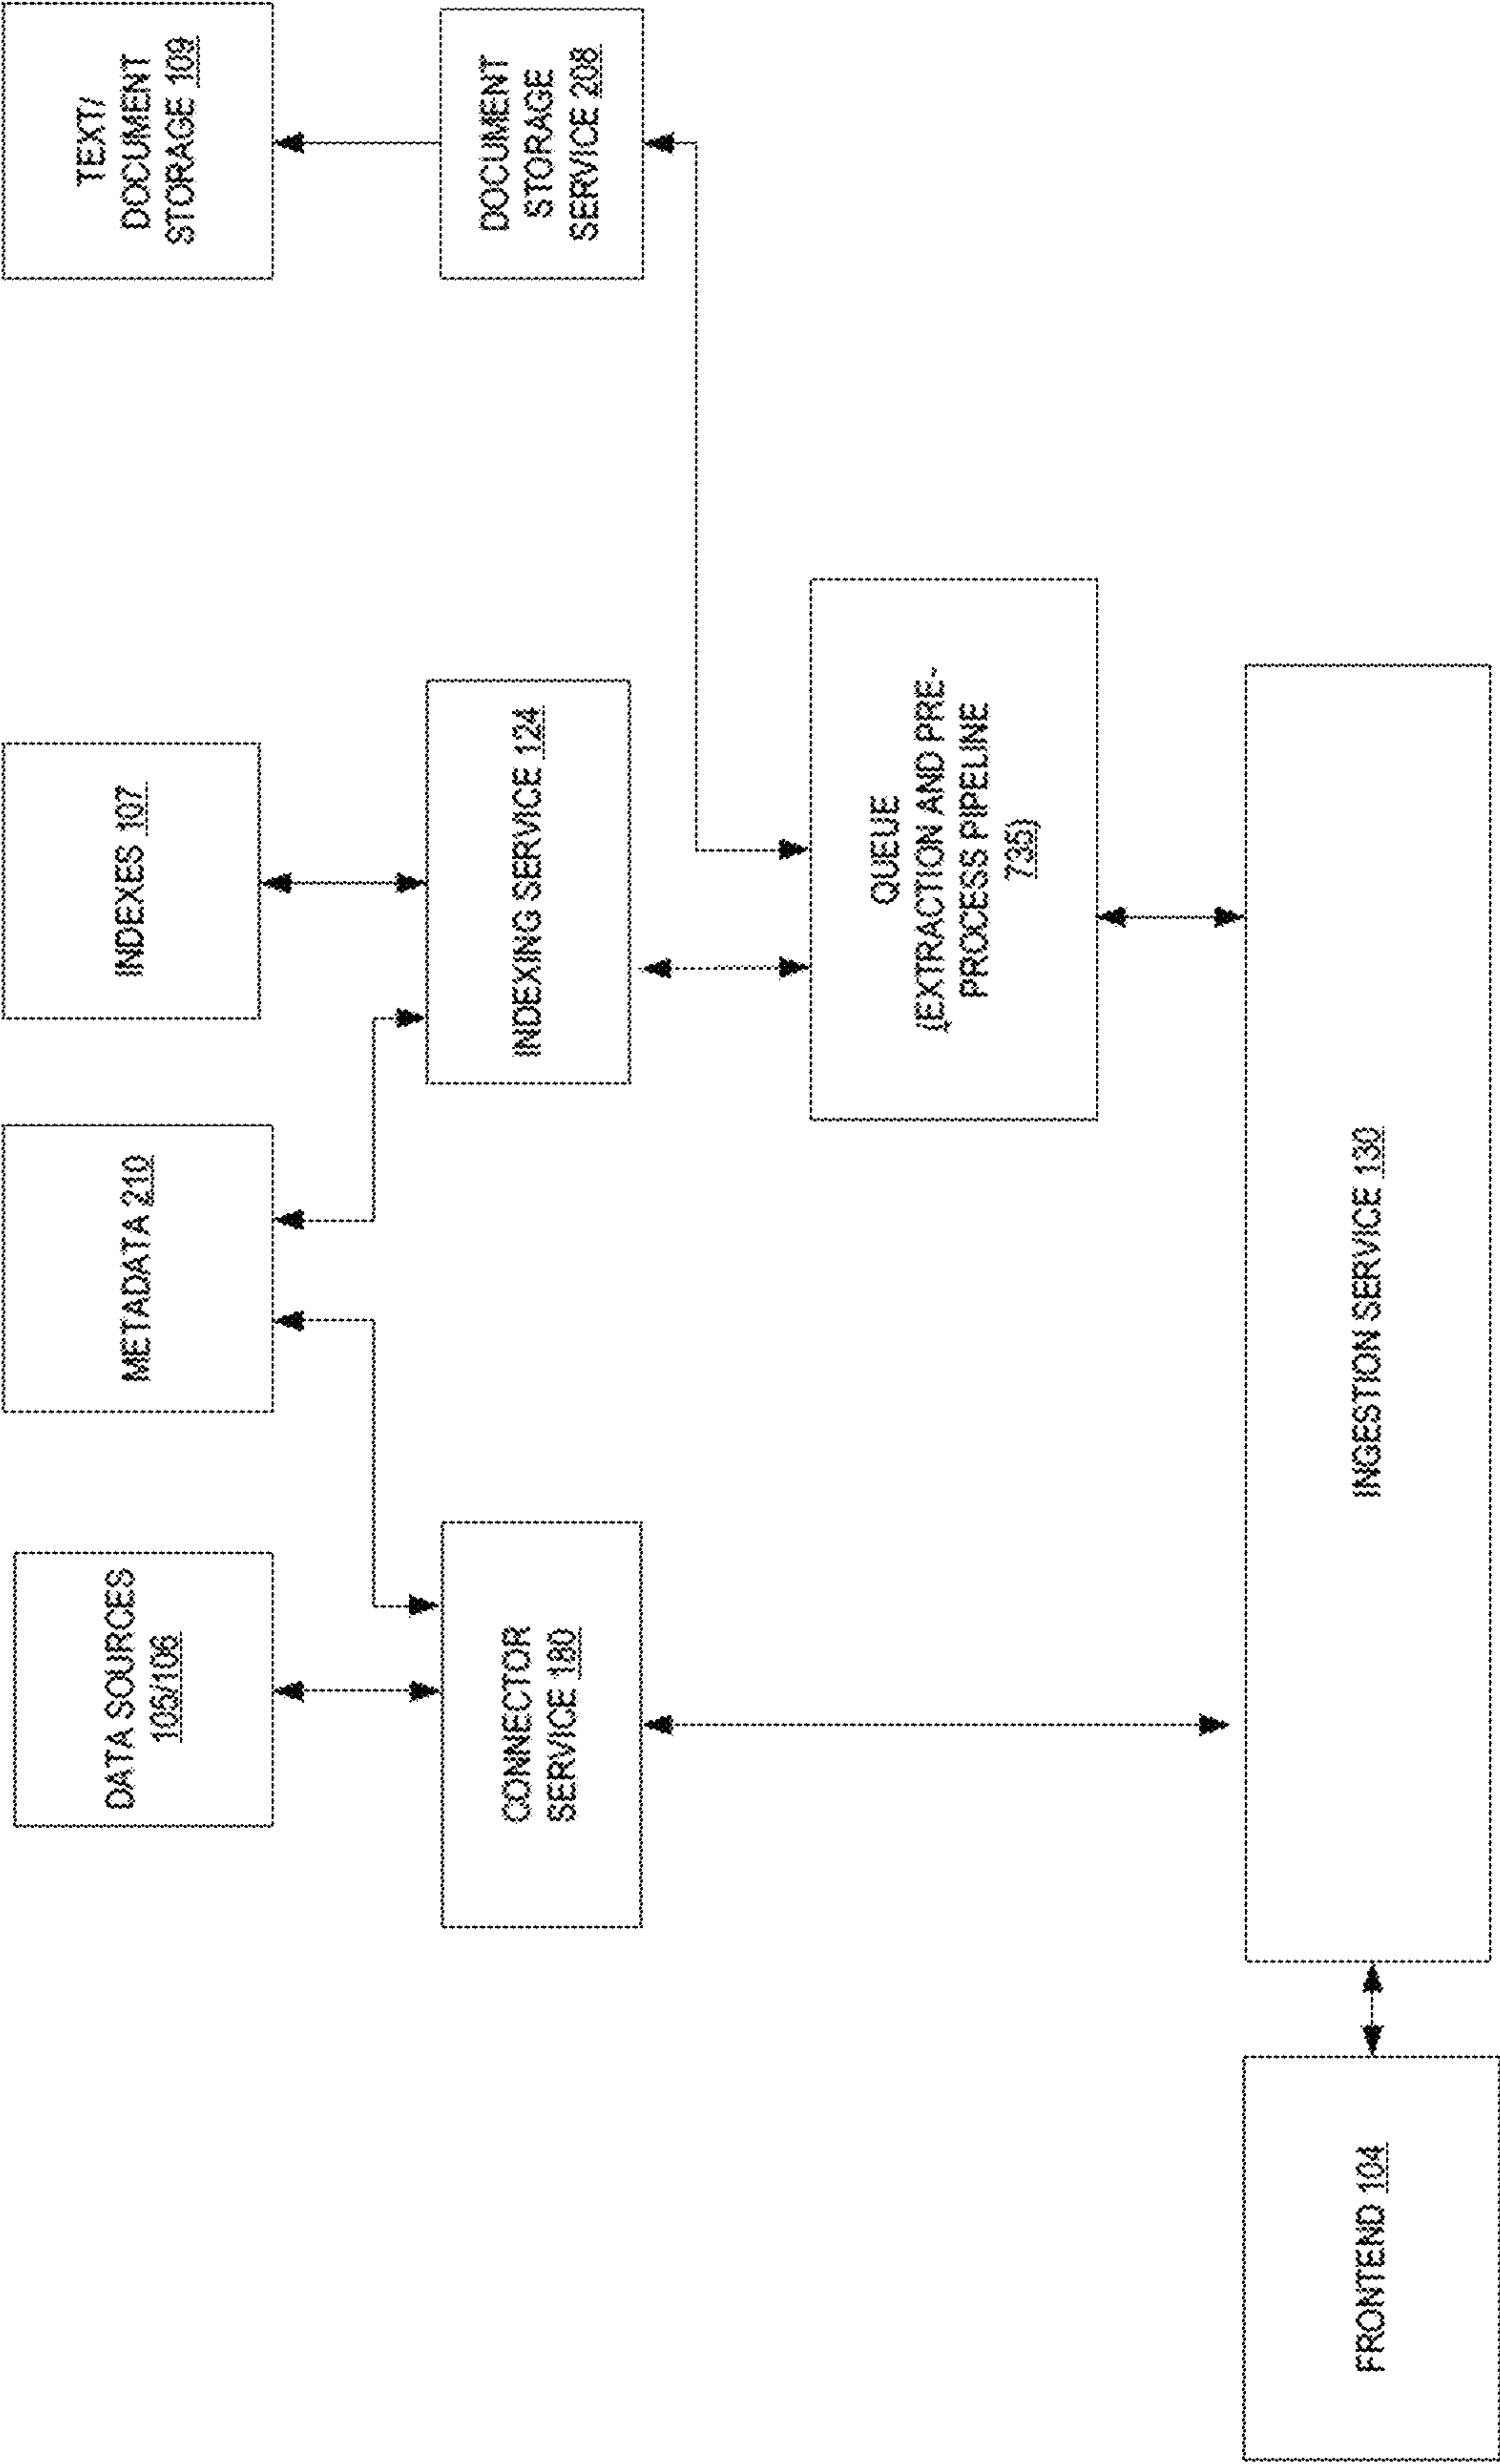 DATA SOURCES
105/106
METADATA 210
INDEXES 107
TEXT/
DOCUMENT
STORAGE 109
CONNECTOR
SERVICE 180
INDEXING SERVICE 124
DOCUMENT
STORAGE
SERVICE 208
QUEUE
(EXTRACTION AND PRE-
PROCESS PIPELINE
735)
FRONTEND 104
INGESTION SERVICE 130